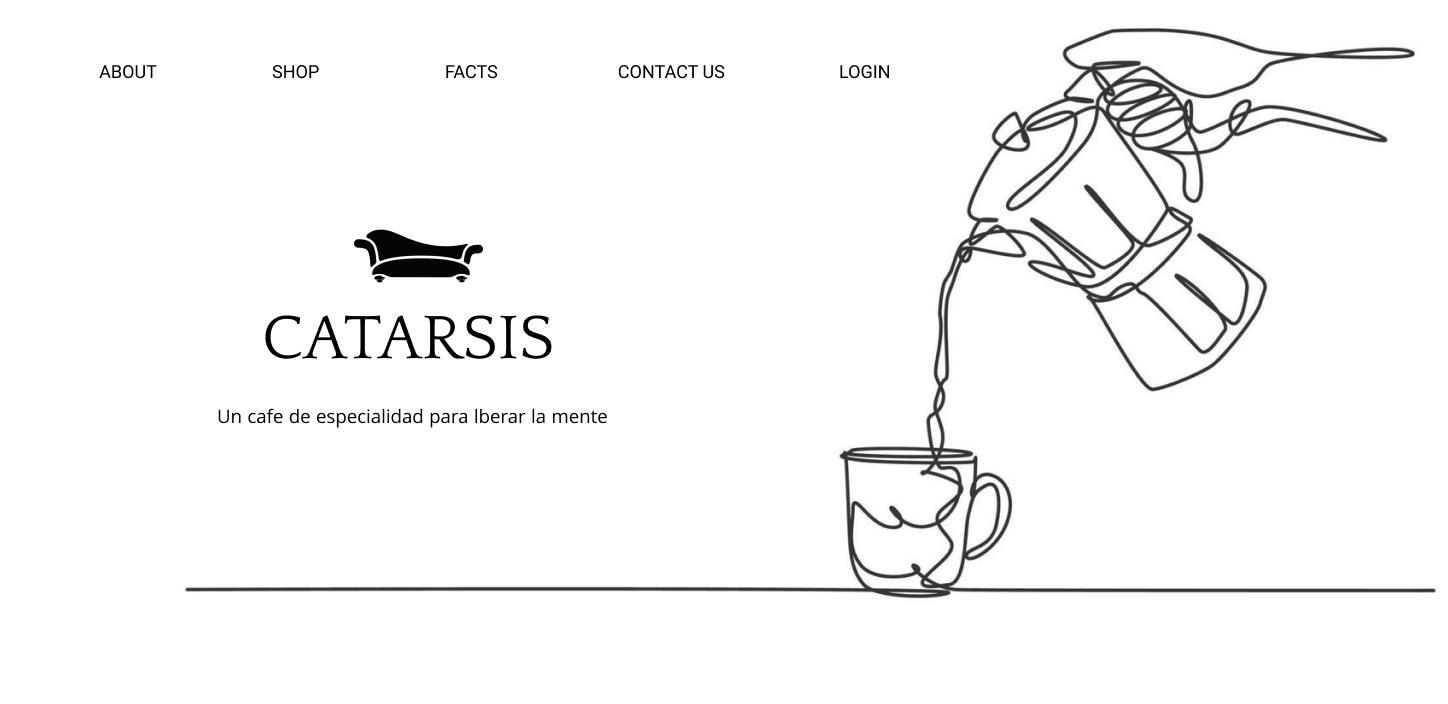 ABOUT SHOP FACTS CONTACT US LOGIN
CATARSIS
Un cafe de especialidad para lberar la mente